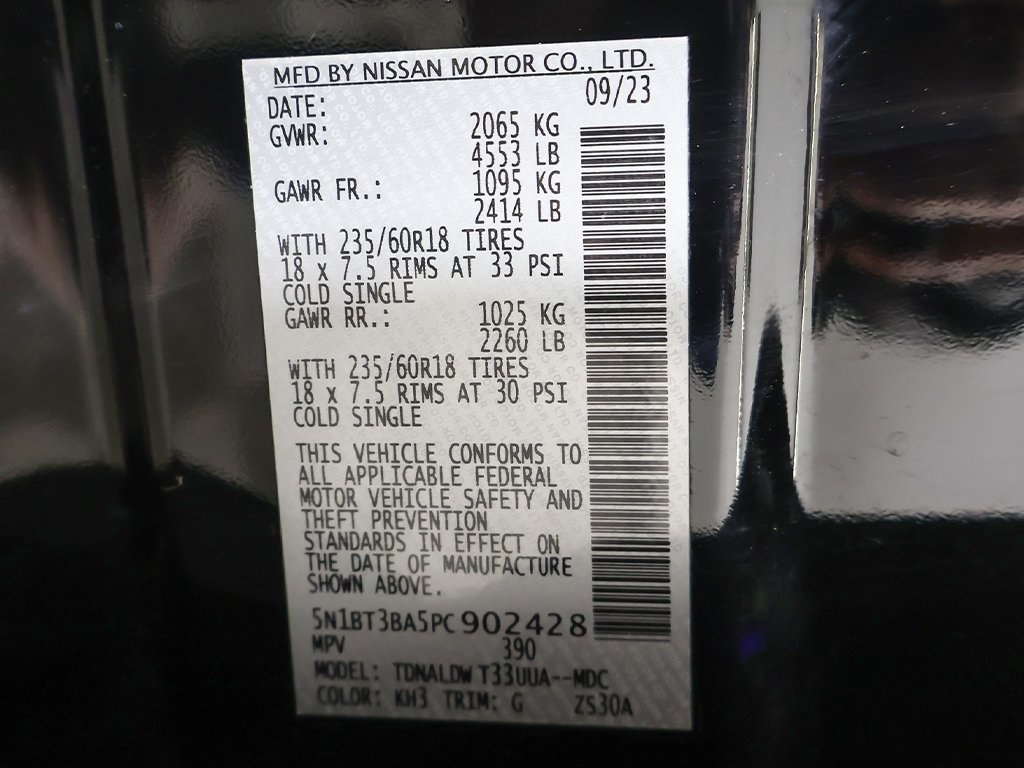 MFD BY NISSAN MOTOR CO., LTD.
DATE: 09/23
GVWR: 2065 KG
4553 LB
GAWR FR.: 1095 KG
2414 LB
WITH 235/60R18 TIRES
18 x 7.5 RIMS AT 33 PSI
COLD SINGLE
GAWR RR.: 1025 KG
2260 LB
WITH 235/60R18 TIRES
18 x 7.5 RIMS AT 30 PSI
COLD SINGLE
THIS VEHICLE CONFORMS TO
ALL APPLICABLE FEDERAL
MOTOR VEHICLE SAFETY AND
THEFT PREVENTION
STANDARDS IN EFFECT ON
THE DATE OF MANUFACTURE
SHOWN ABOVE.
5N1BT3BA5PC902428
MPV 390
MODEL: TDNALDW T33UUA--MDC
COLOR: KH3 TRIM: G ZS30A